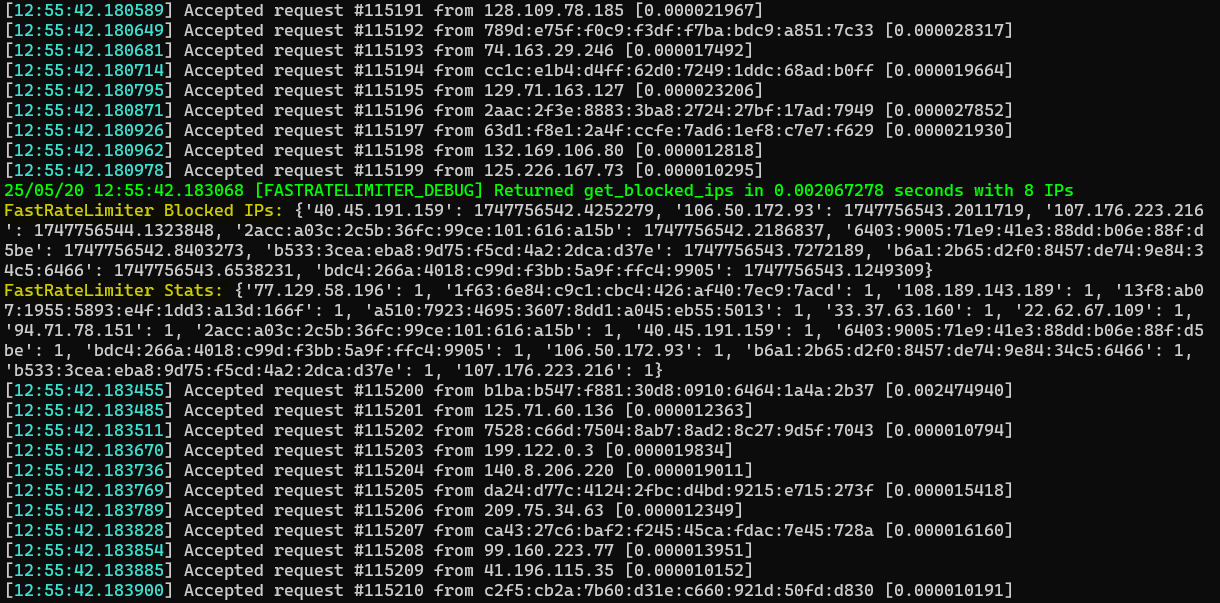 [12:55:42.180589] Accepted request #115191 from 128.109.78.185 [0.000021967]
[12:55:42.180649] Accepted request #115192 from 789d:e75f:f0c9:f3df:f7ba:bdc9:a851:7c33 [0.000028317]
[12:55:42.180681] Accepted request #115193 from 74.163.29.246 [0.000017492]
[12:55:42.180714] Accepted request #115194 from cc1c:e1b4:d4ff:62d0:7249:1ddc:68ad:b0ff [0.000019664]
[12:55:42.180795] Accepted request #115195 from 129.71.163.127 [0.000023206]
[12:55:42.180871] Accepted request #115196 from 2aac:2f3e:8883:3ba8:2724:27bf:17ad:7949 [0.000027852]
[12:55:42.180926] Accepted request #115197 from 63d1:f8e1:2a4f:ccfe:7ad6:1ef8:c7e7:f629 [0.000021930]
[12:55:42.180962] Accepted request #115198 from 132.169.106.80 [0.000012818]
[12:55:42.180978] Accepted request #115199 from 125.226.167.73 [0.000010295]
25/05/20 12:55:42.183068 [FASTRATELIMITER_DEBUG] Returned get_blocked_ips in 0.002067278 seconds with 8 IPs
FastRateLimiter Blocked IPs: {'40.45.191.159': 1747756542.4252279, '106.50.172.93': 1747756543.2011719, '107.176.223.216
': 1747756544.1323848, '2acc:a03c:2c5b:36fc:99ce:101:616:a15b': 1747756542.2186837, '6403:9005:71e9:41e3:88dd:b06e:88f:d
5be': 1747756542.8403273, 'b533:3cea:eba8:9d75:f5cd:4a2:2dca:d37e': 1747756543.7272189, 'b6a1:2b65:d2f0:8457:de74:9e84:3
4c5:6466': 1747756543.6538231, 'bdc4:266a:4018:c99d:f3bb:5a9f:ffc4:9905': 1747756543.1249309}
FastRateLimiter Stats: {'77.129.58.196': 1, '1f63:6e84:c9c1:cbc4:426:af40:7ec9:7acd': 1, '108.189.143.189': 1, '13f8:ab0
7:1955:5893:e4f:1dd3:a13d:166f': 1, 'a510:7923:4695:3607:8dd1:a045:eb55:5013': 1, '33.37.63.160': 1, '22.62.67.109': 1,
'94.71.78.151': 1, '2acc:a03c:2c5b:36fc:99ce:101:616:a15b': 1, '40.45.191.159': 1, '6403:9005:71e9:41e3:88dd:b06e:88f:d5
be': 1, 'bdc4:266a:4018:c99d:f3bb:5a9f:ffc4:9905': 1, '106.50.172.93': 1, 'b6a1:2b65:d2f0:8457:de74:9e84:34c5:6466': 1,
'b533:3cea:eba8:9d75:f5cd:4a2:2dca:d37e': 1, '107.176.223.216': 1}
[12:55:42.183455] Accepted request #115200 from b1ba:b547:f881:30d8:0910:6464:1a4a:2b37 [0.002474940]
[12:55:42.183485] Accepted request #115201 from 125.71.60.136 [0.000012363]
[12:55:42.183511] Accepted request #115202 from 7528:c66d:7504:8ab7:8ad2:8c27:9d5f:7043 [0.000010794]
[12:55:42.183670] Accepted request #115203 from 199.122.0.3 [0.000019834]
[12:55:42.183736] Accepted request #115204 from 140.8.206.220 [0.000019011]
[12:55:42.183769] Accepted request #115205 from da24:d77c:4124:2fbc:d4bd:9215:e715:273f [0.000015418]
[12:55:42.183789] Accepted request #115206 from 209.75.34.63 [0.000012349]
[12:55:42.183828] Accepted request #115207 from ca43:27c6:baf2:f245:45ca:fdac:7e45:728a [0.000016160]
[12:55:42.183854] Accepted request #115208 from 99.160.223.77 [0.000013951]
[12:55:42.183885] Accepted request #115209 from 41.196.115.35 [0.000010152]
[12:55:42.183900] Accepted request #115210 from c2f5:cb2a:7b60:d31e:c660:921d:50fd:d830 [0.000010191]